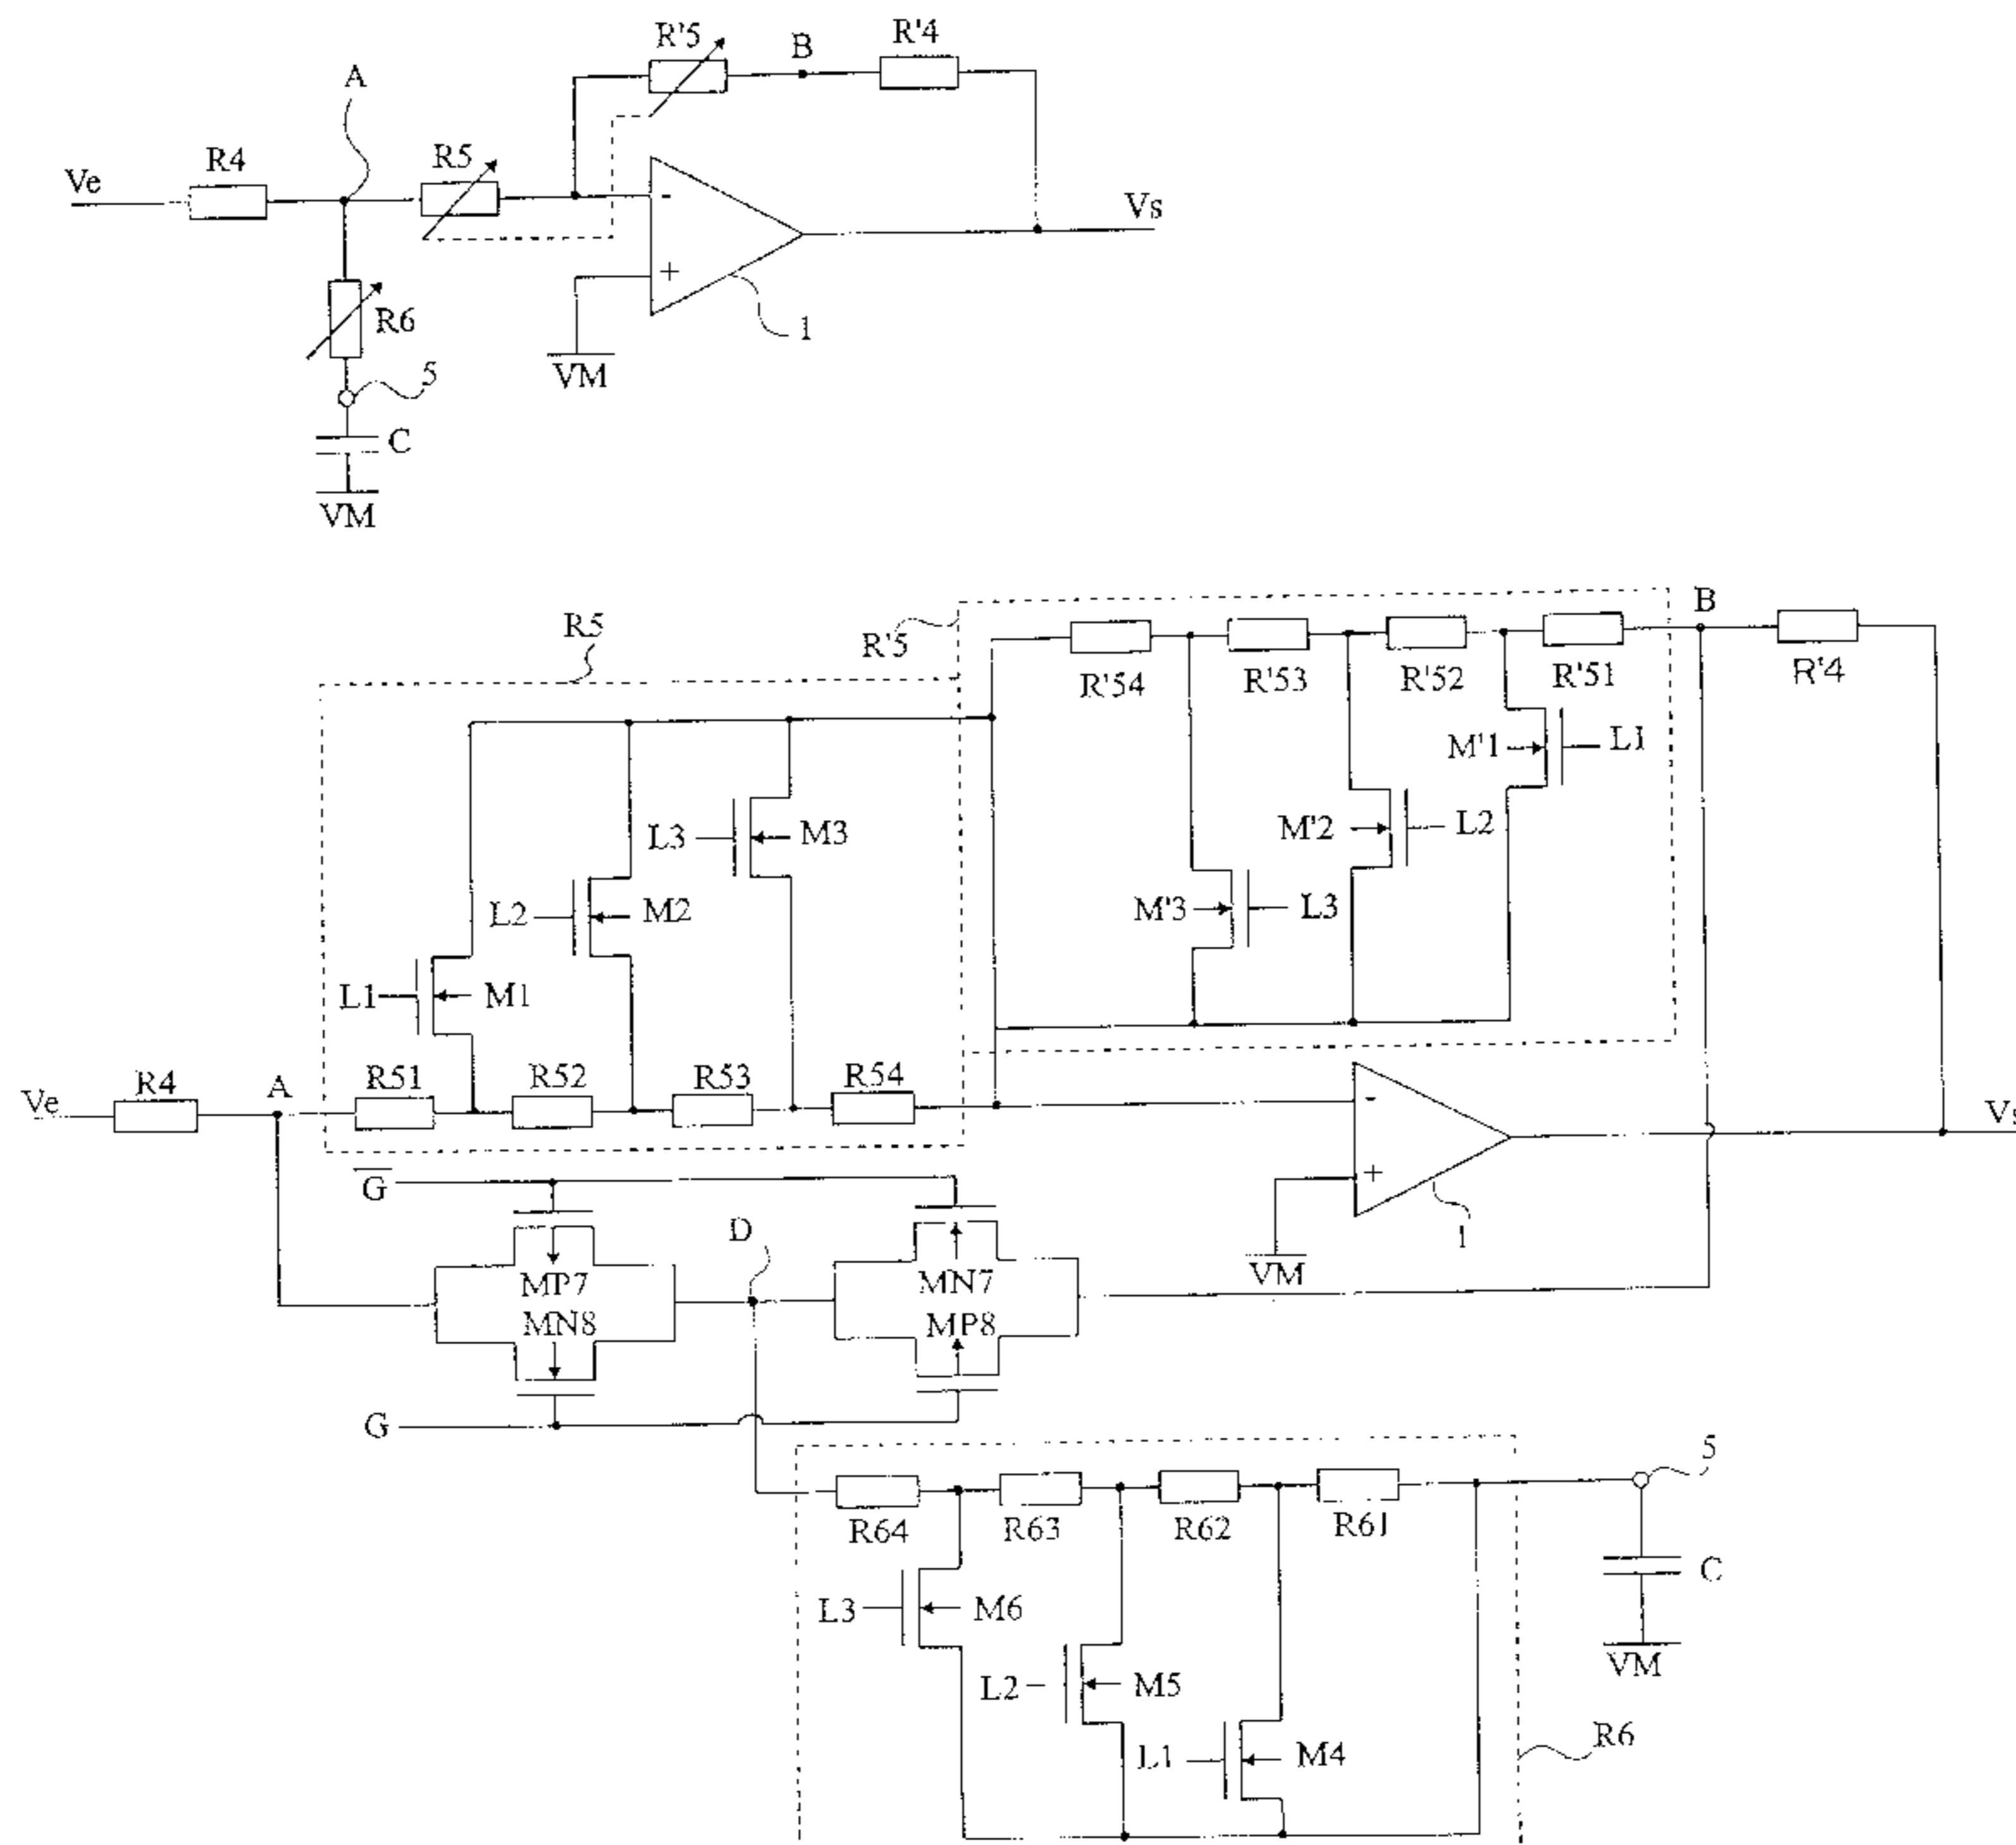 R'5 B R'4
A
R4 R5
Ve
Vs
-
+
R6
1
5
VM
C
VM
B
R5 R'5
R'54 R'53 R'52 R'51 R'4
M'1 L1
L3 M3 M'2 L2
L2 M2 M'3 L3
L1 M1
R4 A R51 R52 R53 R54
Ve
-
Vs
G
+
D
1
MP7 MN7 VM
MN8 MP8
G
5
R64 R63 R62 R61
C
L3 M6
VM
L2 M5
R6
L1 M4